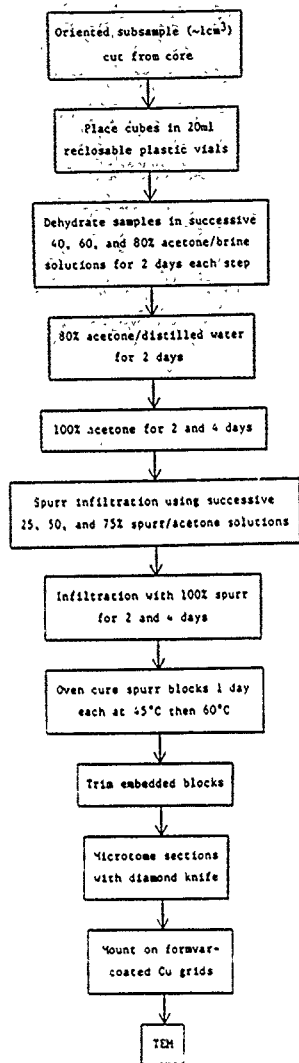 Oriented subsample (~1cm³)
cut from core
Place cubes in 20ml
reclosable plastic vials
Dehydrate samples in successive
40, 60, and 80% acetone/brine
solutions for 2 days each step
80% acetone/distilled water
for 2 days
100% acetone for 2 and 4 days
Spurr infiltration using successive
25, 50, and 75% spurr/acetone solutions
Infiltration with 100% spurr
for 2 and 4 days
Oven cure spurr blocks 1 day
each at 45°C then 60°C
Trim embedded blocks
Microtome sections
with diamond knife
Mount on formvar-
coated Cu grids
TEM